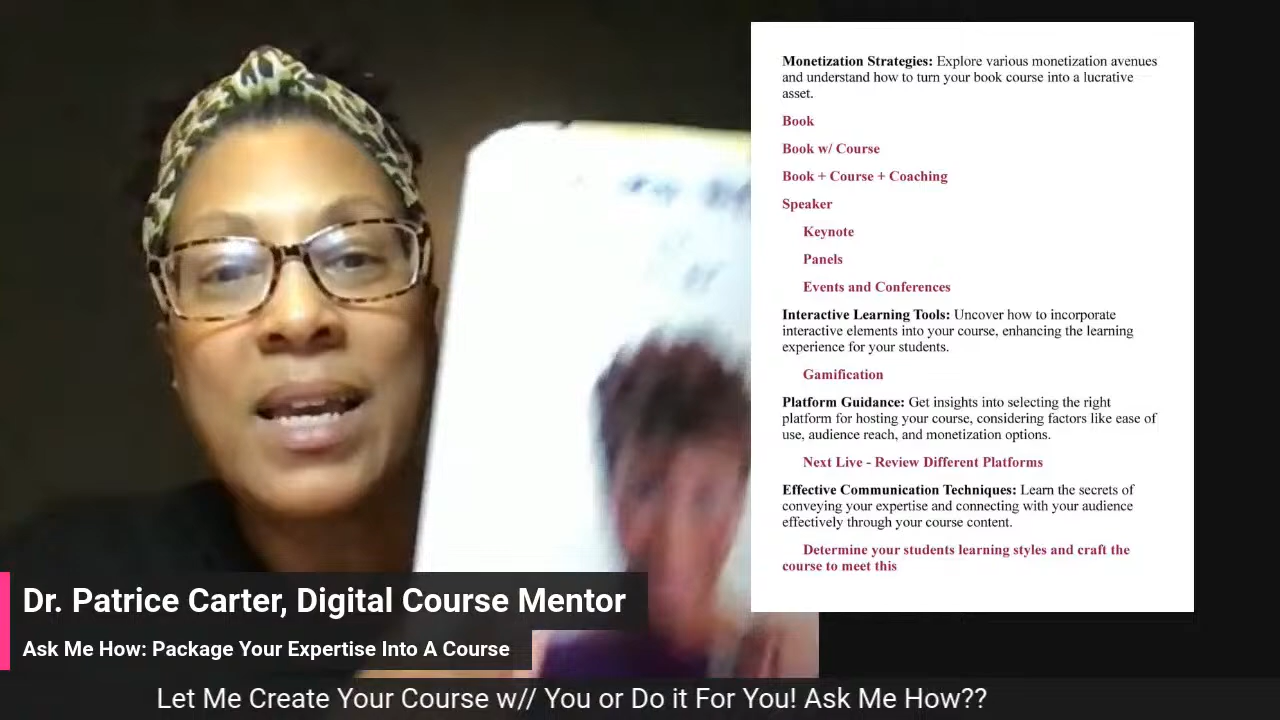 Monetization Strategies: Explore various monetization avenues
and understand how to turn your book course into a lucrative
asset.
Book
Book w/ Course
Book + Course + Coaching
Speaker
Keynote
Panels
Events and Conferences
Interactive Learning Tools: Uncover how to incorporate
interactive elements into your course, enhancing the learning
experience for your students.
Gamification
Platform Guidance: Get insights into selecting the right
platform for hosting your course, considering factors like ease of
use, audience reach, and monetization options.
Next Live - Review Different Platforms
Effective Communication Techniques: Learn the secrets of
conveying your expertise and connecting with your audience
effectively through your course content.
Determine your students learning styles and craft the
course to meet this
Dr. Patrice Carter, Digital Course Mentor
Ask Me How: Package Your Expertise Into A Course
Let Me Create Your Course w// You or Do it For You! Ask Me How??